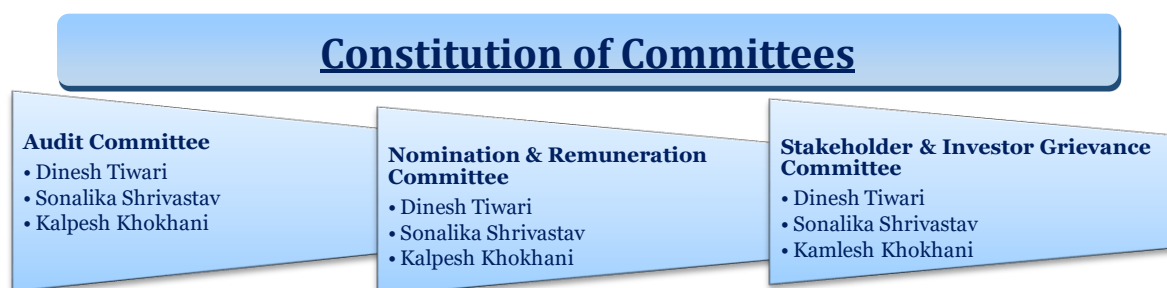 Constitution of Committees
Audit Committee
• Dinesh Tiwari
• Sonalika Shrivastav
• Kalpesh Khokhani
Nomination & Remuneration
Committee
• Dinesh Tiwari
• Sonalika Shrivastav
• Kalpesh Khokhani
Stakeholder & Investor Grievance
Committee
• Dinesh Tiwari
• Sonalika Shrivastav
• Kamlesh Khokhani